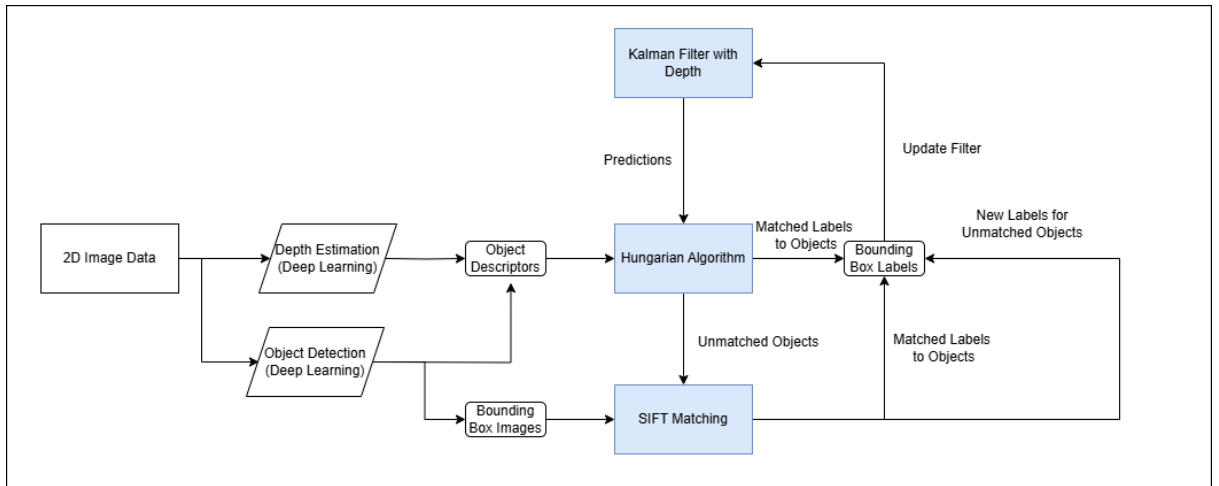 Kalman Filter with
Depth
Predictions
Update Filter
2D Image Data
Depth Estimation
(Deep Learning)
Object
Descriptors
Hungarian Algorithm
Matched Labels
to Objects
Bounding
Box Labels
New Labels for
Unmatched Objects
Object Detection
(Deep Learning)
Unmatched Objects
Matched Labels
to Objects
Bounding
Box Images
SIFT Matching